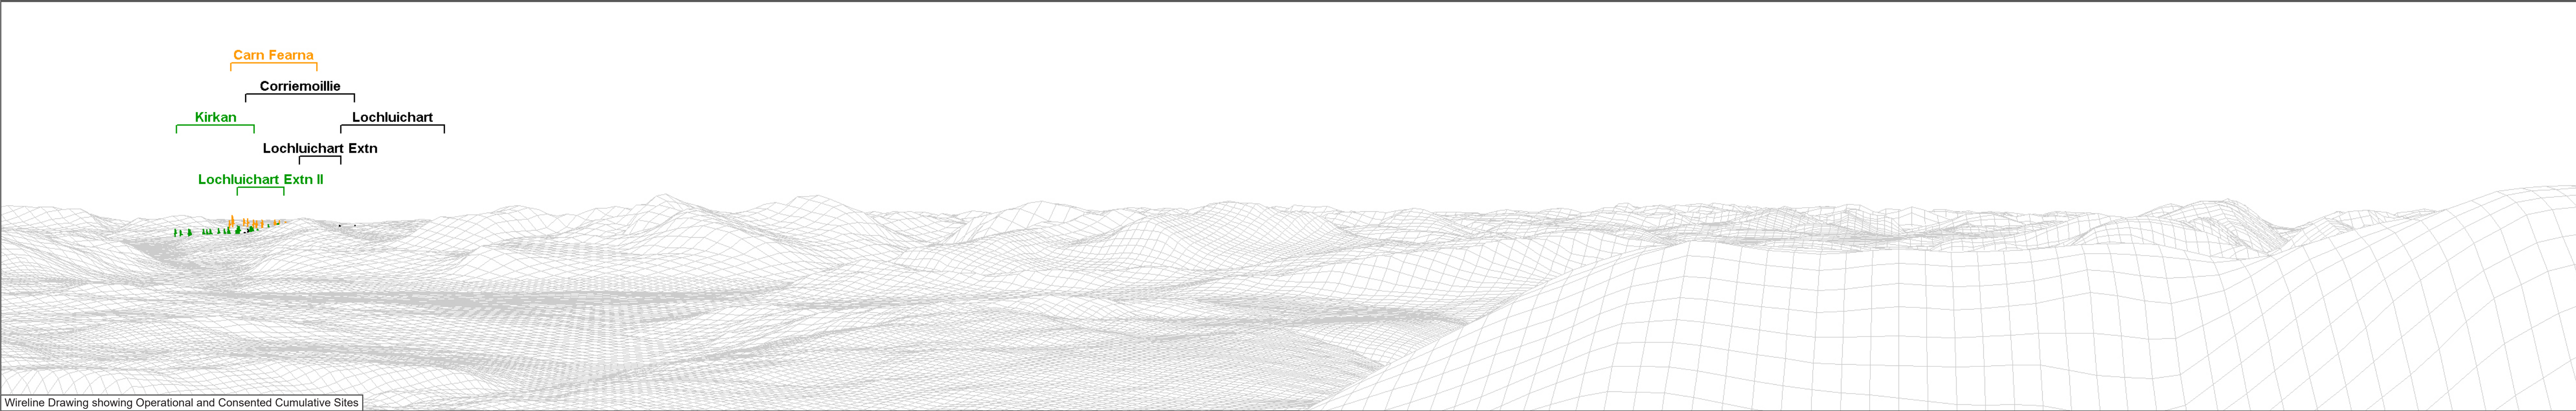 Carn Fearna
Corriemoillie
Kirkan
Lochluichart
Lochluichart Extn
Lochluichart Extn II
Wireline Drawing showing Operational and Consented Cumulative Sites